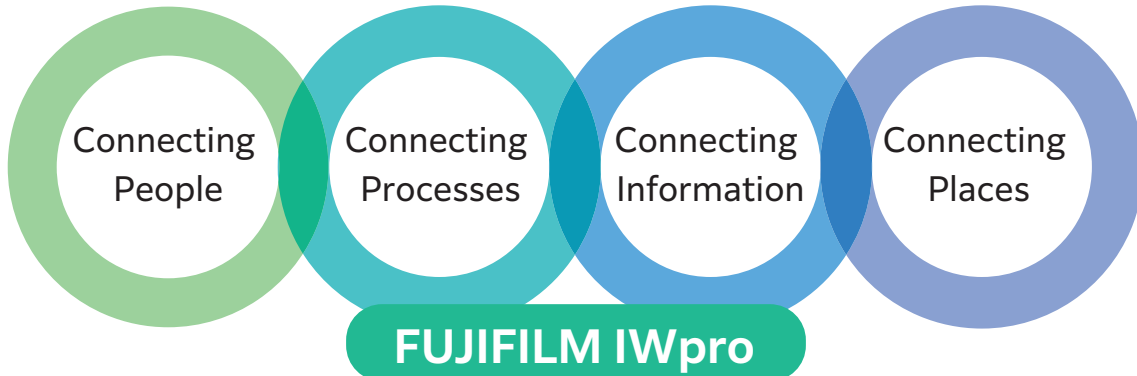 Connecting
People
Connecting
Processes
Connecting
Information
Connecting
Places
FUJIFILM IWpro